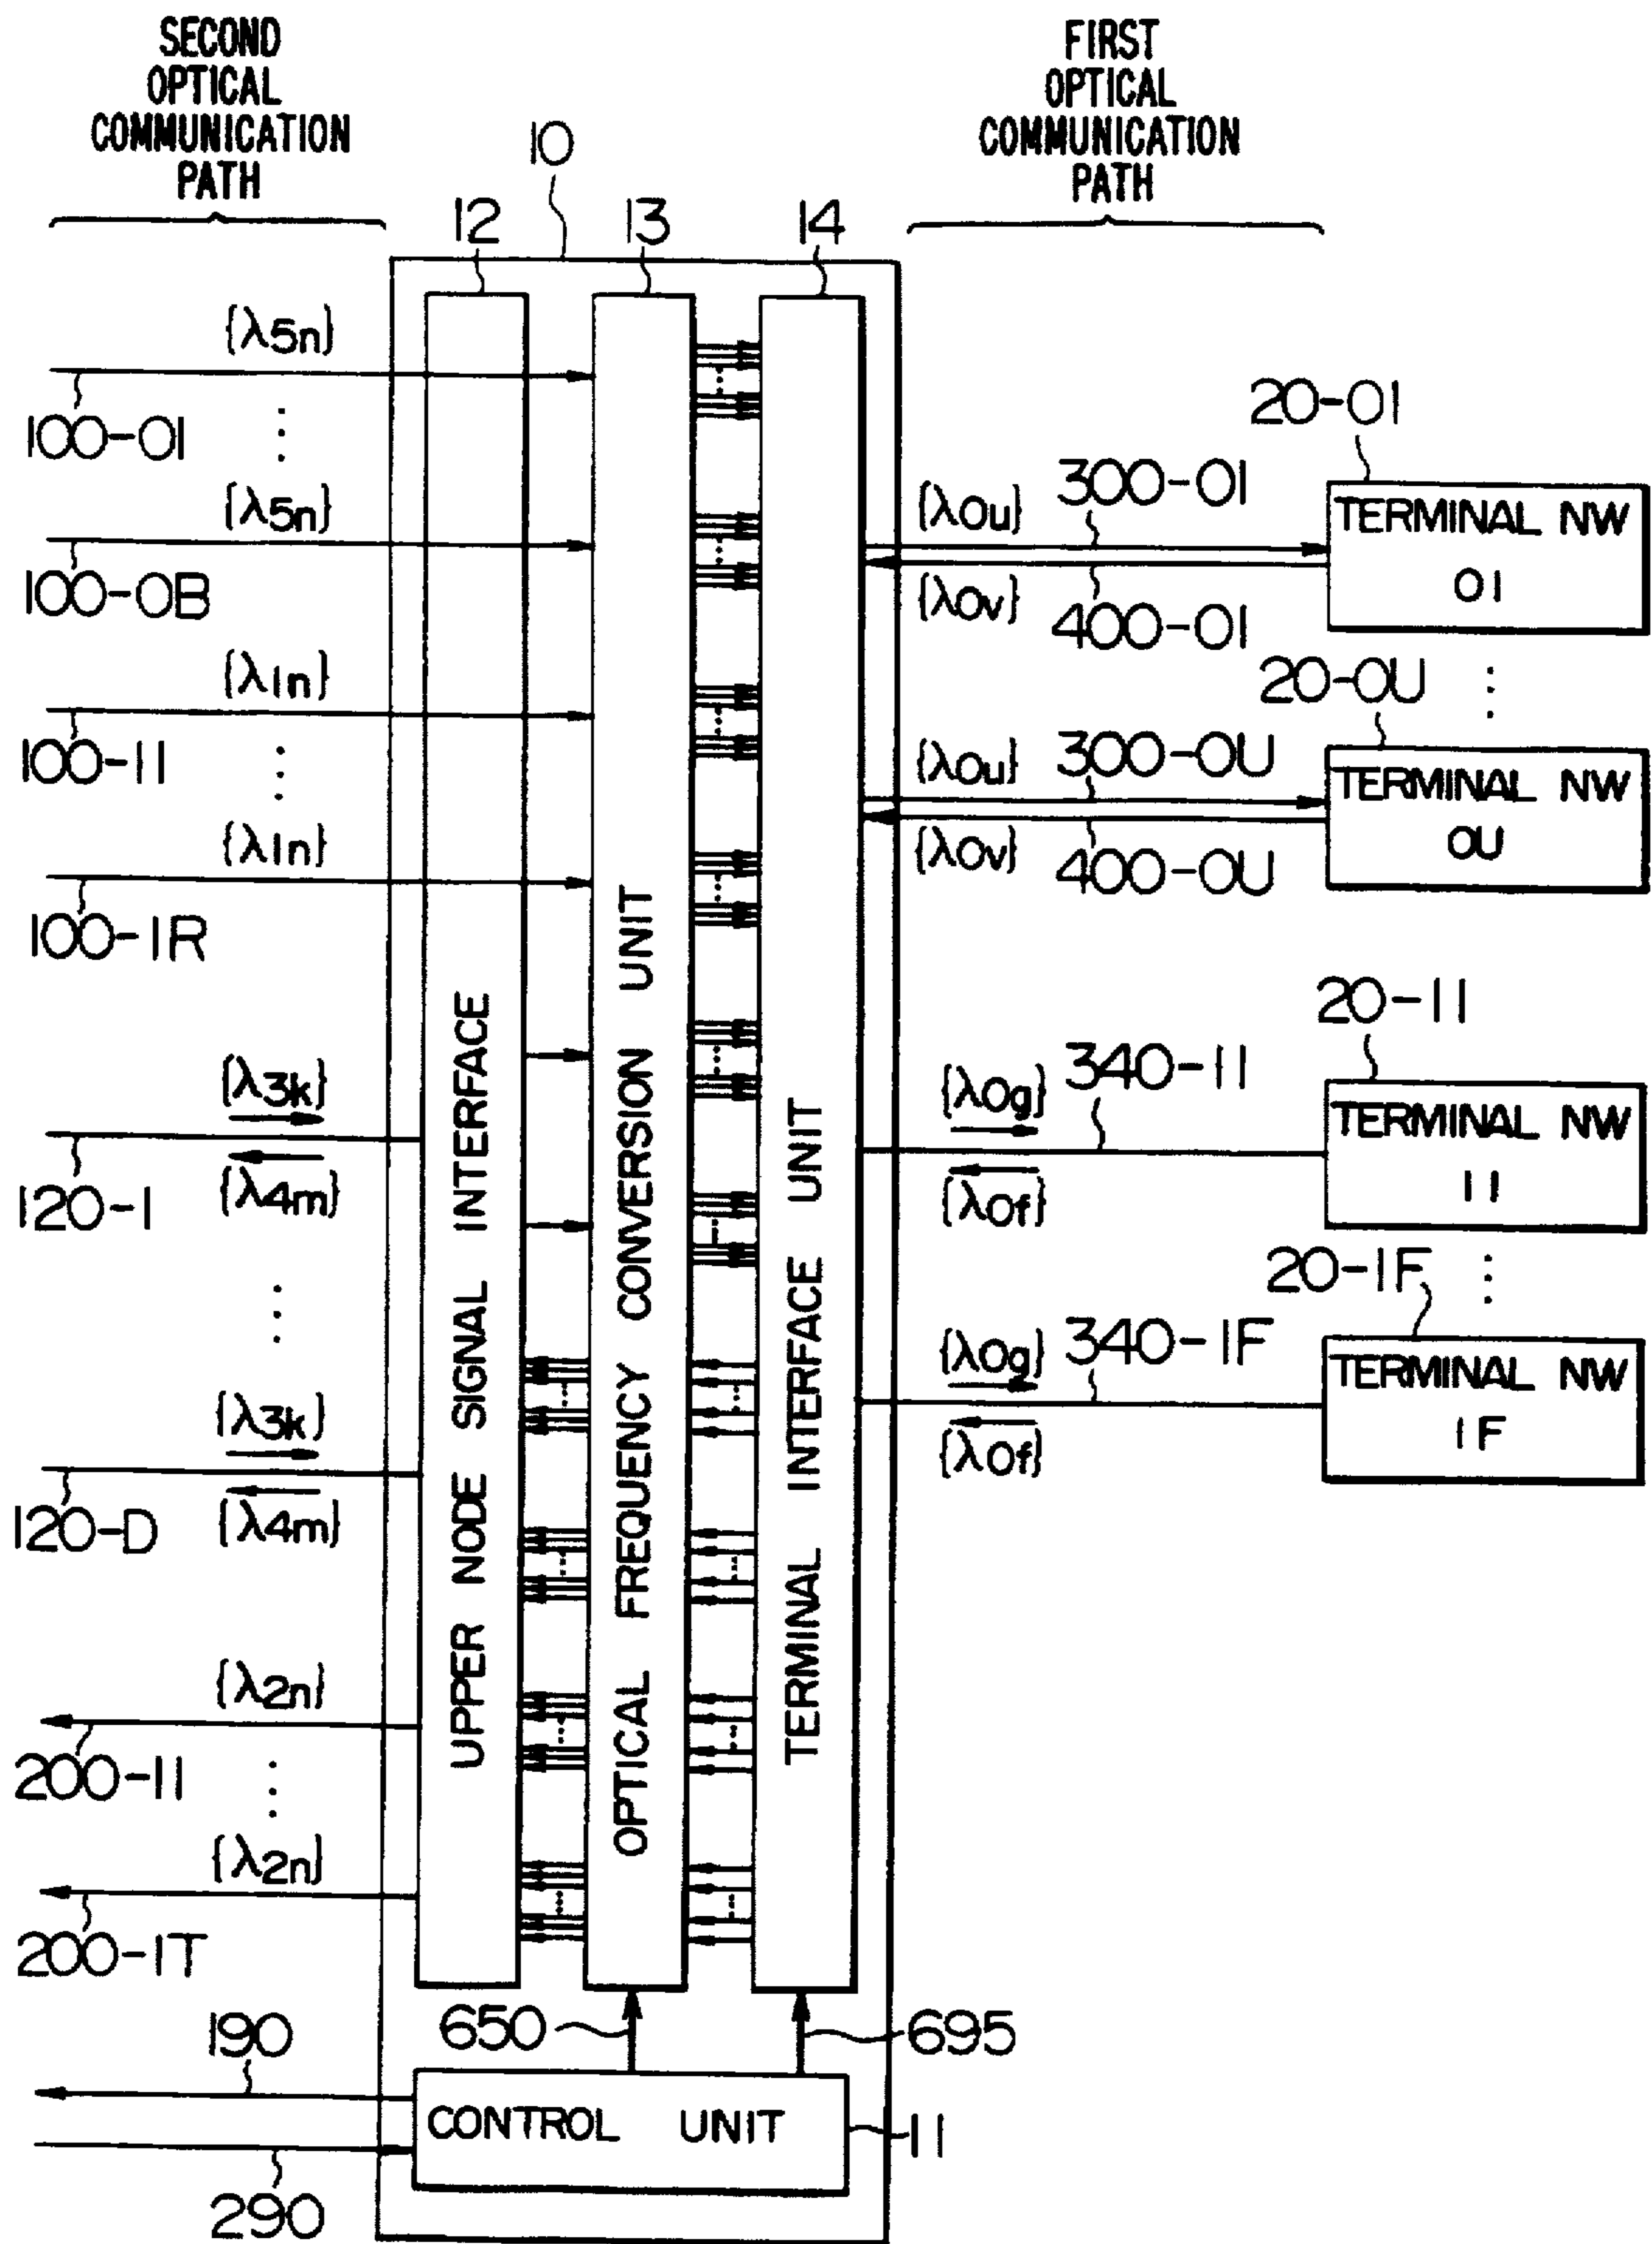 SECOND
OPTICAL
COMMUNICATION
PATH
FIRST
OPTICAL
COMMUNICATION
PATH
10
12
13
14
{λ5n}
100-01
{λ5n}
100-0B
{λ1n}
100-11
{λ1n}
100-1R
{λ3k}
{λ4m}
120-1
{λ3k}
{λ4m}
120-D
{λ2n}
200-11
{λ2n}
200-1T
190
290
UPPER NODE SIGNAL INTERFACE
OPTICAL FREQUENCY CONVERSION UNIT
TERMINAL INTERFACE UNIT
650
695
CONTROL UNIT
11
20-01
{λ0u}
300-01
{λ0v}
400-01
TERMINAL NW
01
20-0U
{λ0u}
300-0U
{λ0v}
400-0U
TERMINAL NW
0U
20-11
{λ0g}
340-11
{λ0f}
TERMINAL NW
11
20-1F
{λ0g}
340-1F
{λ0f}
TERMINAL NW
1F